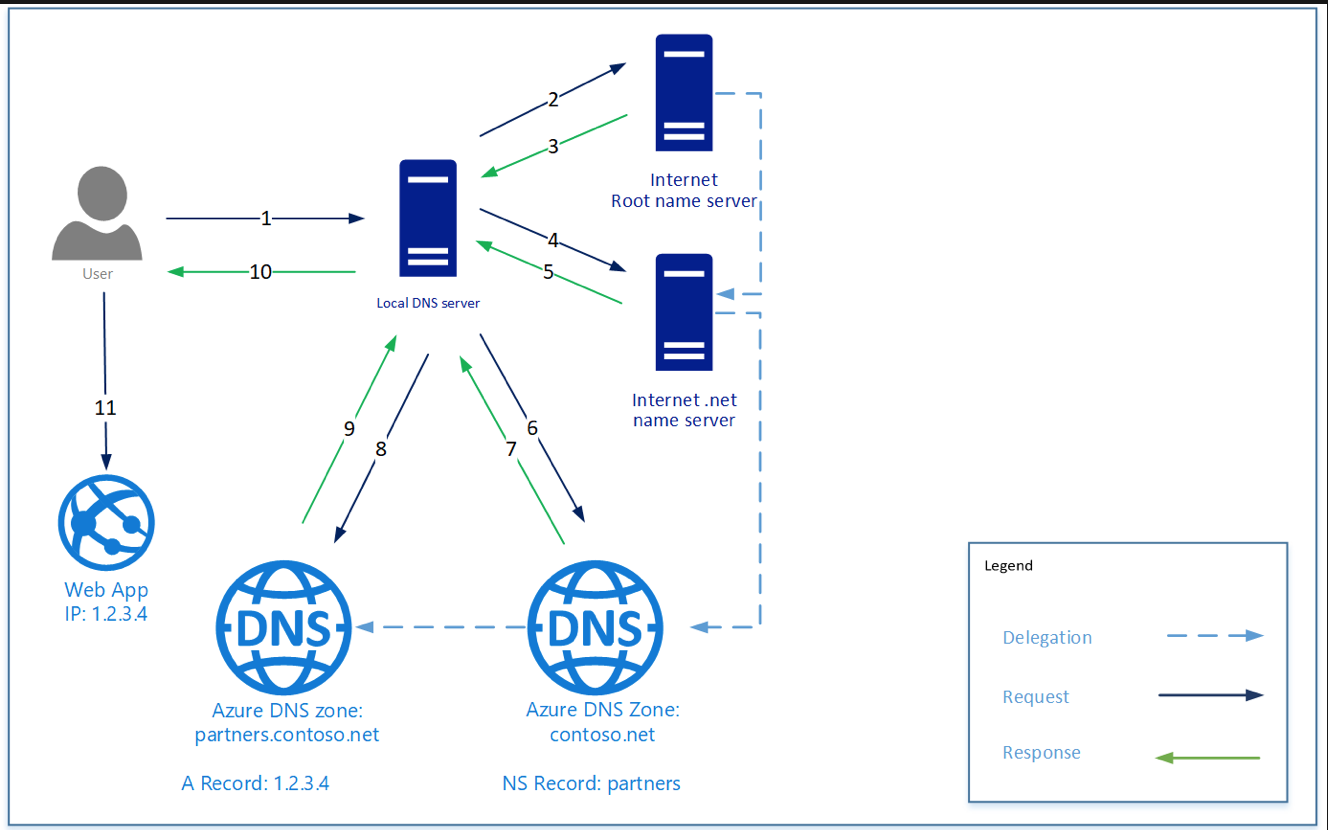 2
3
Internet
Root name server
1
4
5
10
User
Local DNS server
Internet .net
name server
11
9
8
6
7
Web App
IP: 1.2.3.4
DNS
DNS
Azure DNS zone:
partners.contoso.net
A Record: 1.2.3.4
Azure DNS Zone:
contoso.net
NS Record: partners
Legend
Delegation
Request
Response